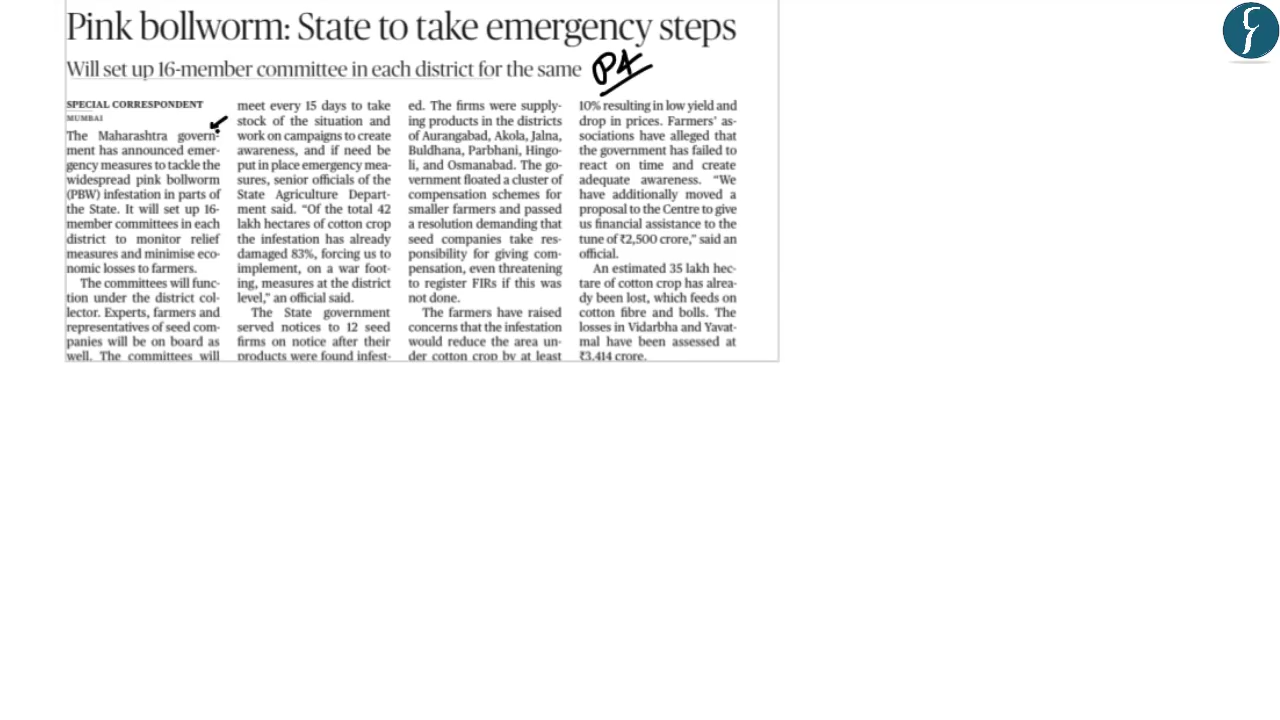 Pink bollworm: State to take emergency steps
Will set up 16-member committee in each district for the same
P4
SPECIAL CORRESPONDENT
MUMBAI
The Maharashtra govern-
ment has announced emer-
gency measures to tackle the
widespread pink bollworm
(PBW) infestation in parts of
the State. It will set up 16-
member committees in each
district to monitor relief
measures and minimise eco-
nomic losses to farmers.
The committees will func-
tion under the district col-
lector. Experts, farmers and
representatives of seed com-
panies will be on board as
well. The committees will
meet every 15 days to take
stock of the situation and
work on campaigns to create
awareness, and if need be
put in place emergency mea-
sures, senior officials of the
State Agriculture Depart-
ment said. “Of the total 42
lakh hectares of cotton crop
the infestation has already
damaged 83%, forcing us to
implement, on a war foot-
ing, measures at the district
level,” an official said.
The State government
served notices to 12 seed
firms on notice after their
products were found infest-
ed. The firms were supply-
ing products in the districts
of Aurangabad, Akola, Jalna,
Buldhana, Parbhani, Hingo-
li, and Osmanabad. The go-
vernment floated a cluster of
compensation schemes for
smaller farmers and passed
a resolution demanding that
seed companies take res-
ponsibility for giving com-
pensation, even threatening
to register FIRs if this was
not done.
The farmers have raised
concerns that the infestation
would reduce the area un-
der cotton crop by at least
10% resulting in low yield and
drop in prices. Farmers’ as-
sociations have alleged that
the government has failed to
react on time and create
adequate awareness. “We
have additionally moved a
proposal to the Centre to give
us financial assistance to the
tune of ₹2,500 crore,” said an
official.
An estimated 35 lakh hec-
tare of cotton crop has alrea-
dy been lost, which feeds on
cotton fibre and bolls. The
losses in Vidarbha and Yavat-
mal have been assessed at
₹3,414 crore.